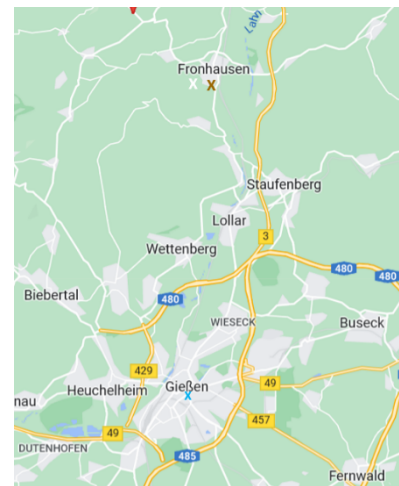 Fronhausen
X X
Staufenberg
Lollar
3
Wettenberg
480
480
Biebertal
480
WIESECK
Buseck
429
Heuchelheim
Gießen
49
nau
X
457
49
DUTENHOFEN
485
Fernwald